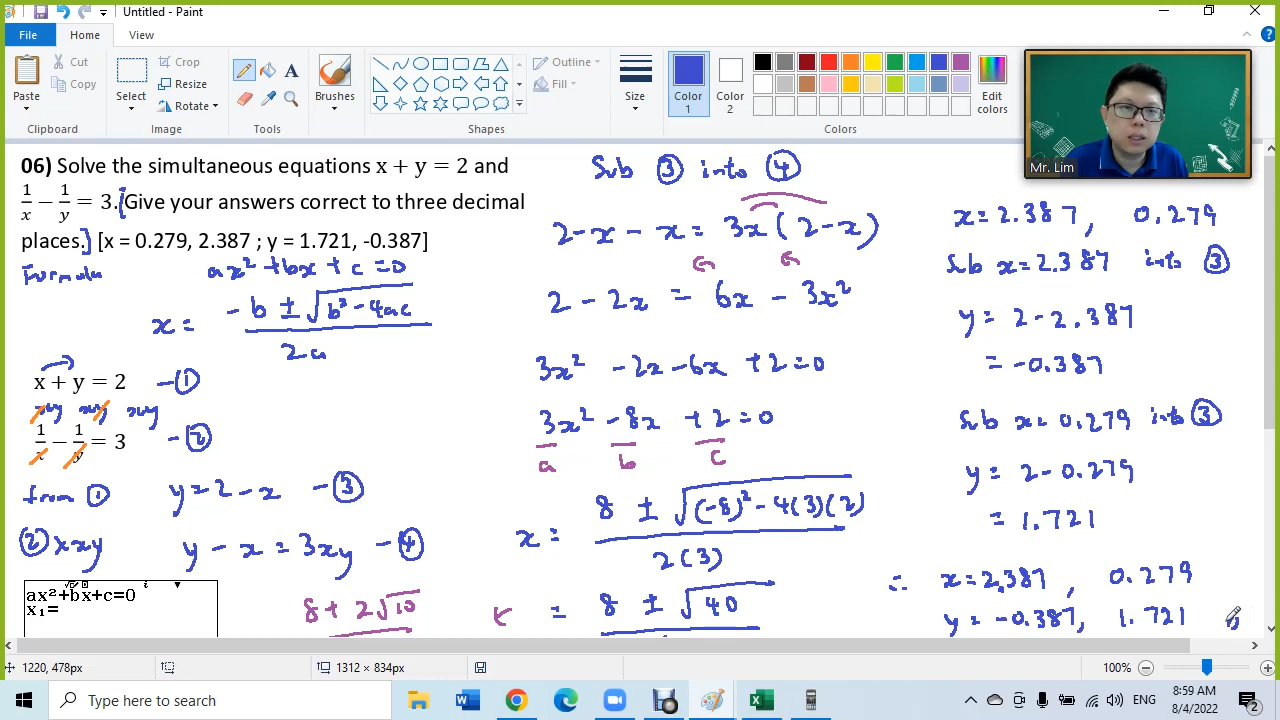 Untitled - Paint
File Home View
Paste Cut Copy Clipboard
Select Crop Resize Rotate Image
Tools
Brushes
Shapes Outline Fill
Size
Color 1 Color 2 Edit colors Colors
Mr. Lim
06) Solve the simultaneous equations x + y = 2 and
1/x − 1/y = 3. [Give your answers correct to three decimal
places.] [x = 0.279, 2.387 ; y = 1.721, -0.387]
Formula ax² + bx + c = 0
x = (-b ± √(b² - 4ac)) / 2a
x + y = 2 - ①
xy xy xy
1/x − 1/y = 3 - ②
from ① y = 2 - x - ③
② × xy y - x = 3xy - ④
ax²+bx+c=0
x₁=
8 + 2√10
Sub ③ into ④
2 - x - x = 3x(2 - x)
2 - 2x = 6x - 3x²
3x² - 2x - 6x + 2 = 0
3x² - 8x + 2 = 0
a b c
x = (8 ± √((-8)² - 4(3)(2))) / 2(3)
= 8 ± √40
x = 2.387, 0.279
Sub x = 2.387 into ③
y = 2 - 2.387
= -0.387
Sub x = 0.279 into ③
y = 2 - 0.279
= 1.721
∴ x = 2.387, 0.279
y = -0.387, 1.721
1220, 478px 1312 × 834px 100%
Type here to search
ENG
8:59 AM
8/4/2022
2